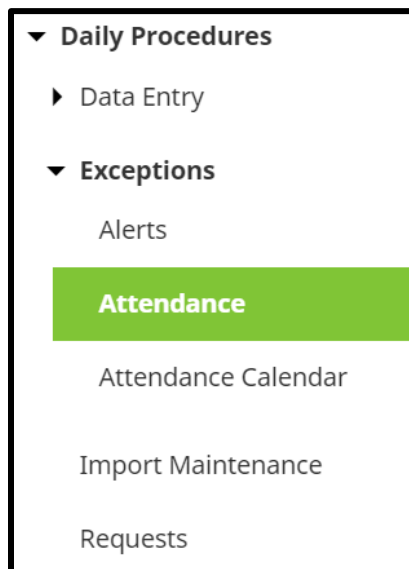 Daily Procedures
Data Entry
Exceptions
Alerts
Attendance
Attendance Calendar
Import Maintenance
Requests